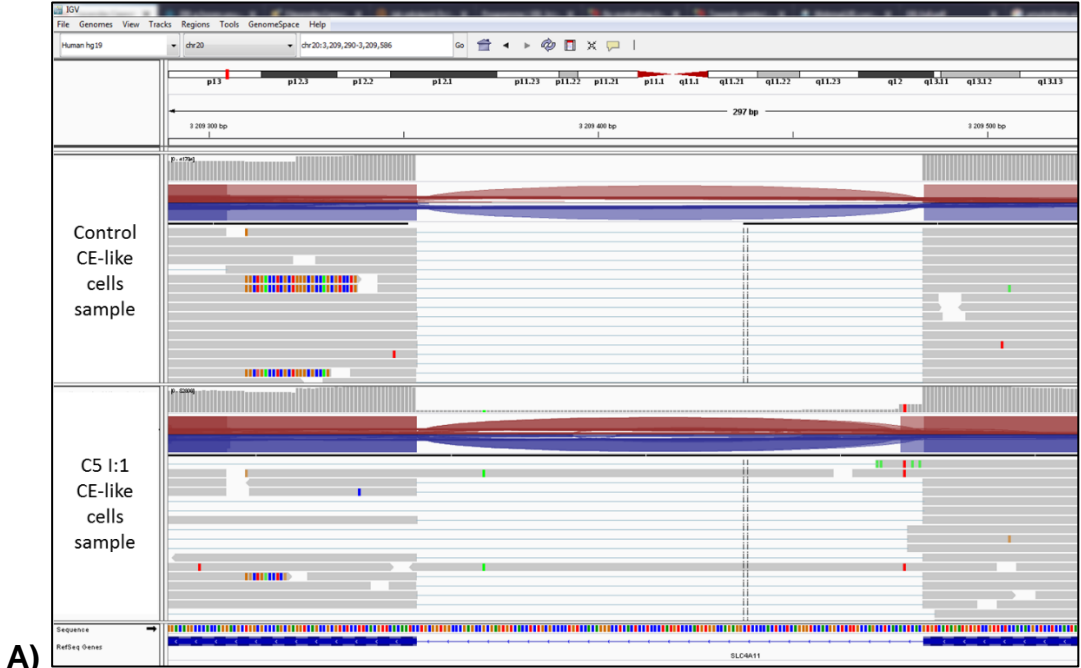 IGV
File Genomes View Tracks Regions Tools GenomeSpace Help
Human hg19 chr20 chr20:3,209,290-3,209,586 Go
p13 p12.3 p12.2 p12.1 p11.23 p11.22 p11.21 p11.1 q11.1 q11.21 q11.22 q11.23 q12 q13.11 q13.12 q13.13
297 bp
3 209 300 bp 3 209 400 bp 3 209 500 bp
Control
CE-like
cells
sample
C5 I:1
CE-like
cells
sample
Sequence
RefSeq Genes
SLC4A11
A)